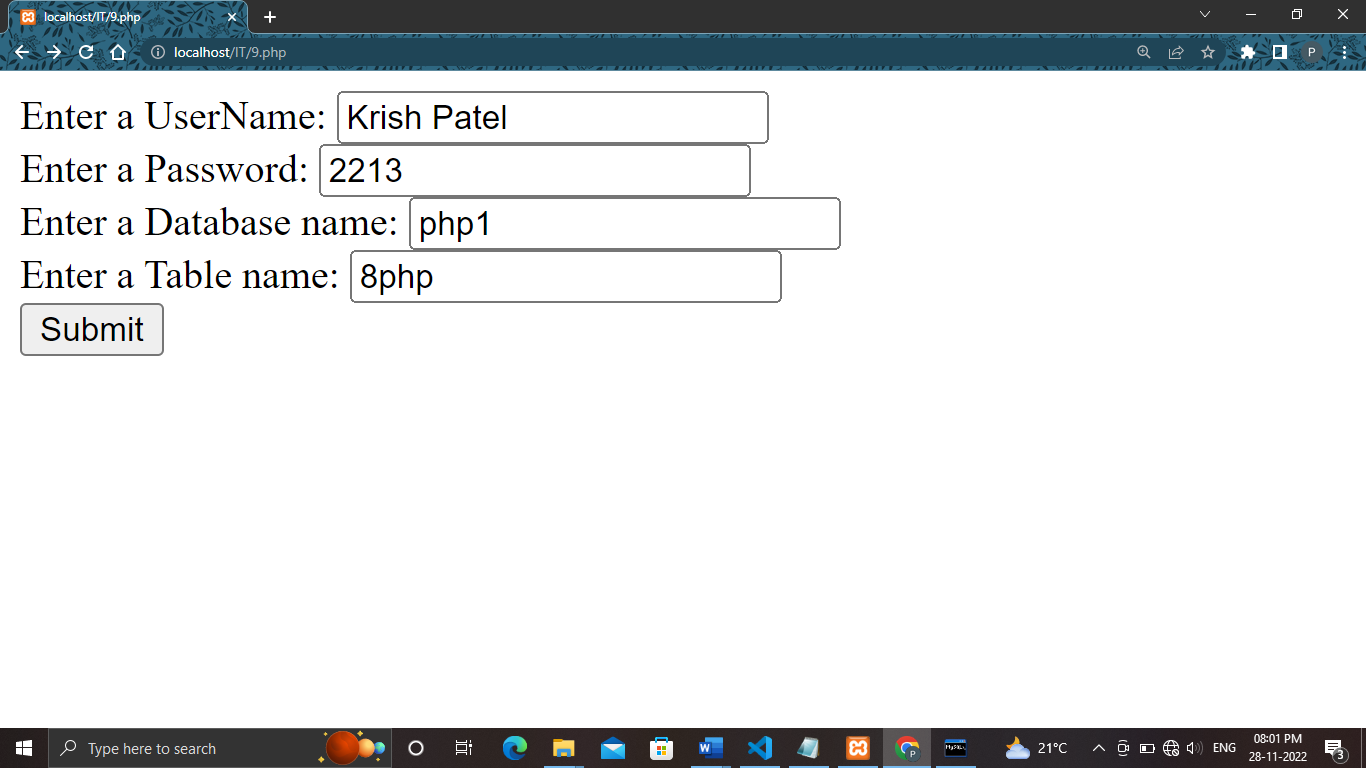 localhost/IT/9.php
localhost/IT/9.php
P
Enter a UserName: Krish Patel
Enter a Password: 2213
Enter a Database name: php1
Enter a Table name: 8php
Submit
Type here to search
21°C
ENG
08:01 PM
28-11-2022
3